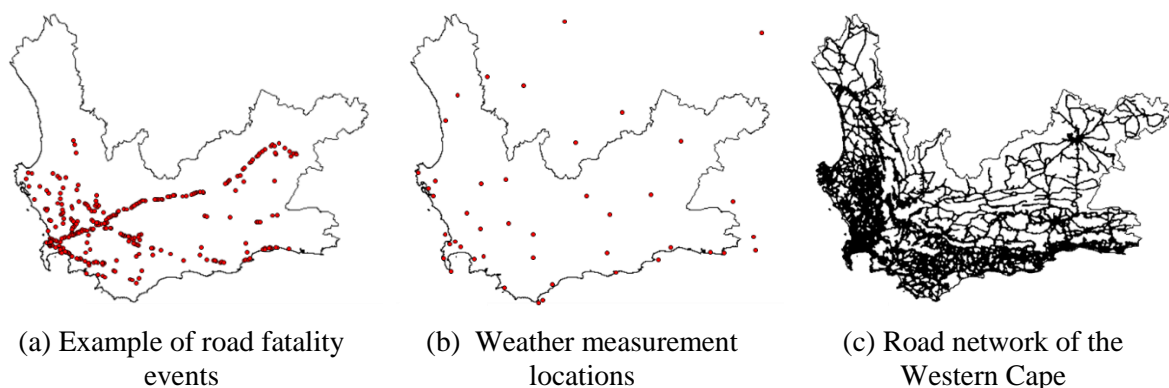 (a) Example of road fatality
events
(b) Weather measurement
locations
(c) Road network of the
Western Cape